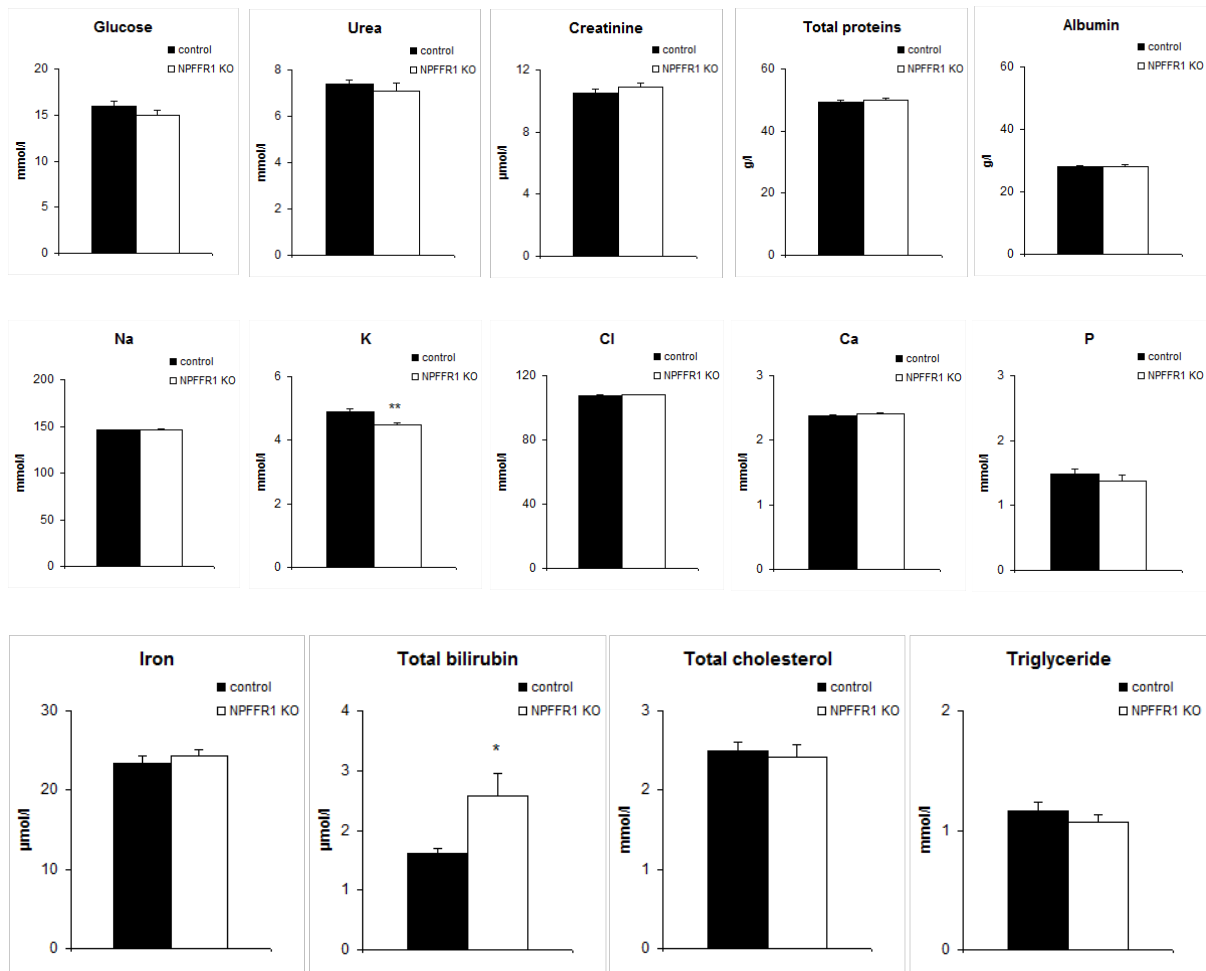 Glucose
control
NPFFR1 KO
20
15
10
5
0
mmol/l
Urea
control
NPFFR1 KO
8
6
4
2
0
mmol/l
Creatinine
control
NPFFR1 KO
12
9
6
3
0
µmol/l
Total proteins
control
NPFFR1 KO
60
40
20
0
g/l
Albumin
control
NPFFR1 KO
60
40
20
0
g/l
Na
control
NPFFR1 KO
200
150
100
50
0
mmol/l
K
control
NPFFR1 KO
6
4
2
0
mmol/l
**
Cl
control
NPFFR1 KO
120
80
40
0
mmol/l
Ca
control
NPFFR1 KO
3
2
1
0
mmol/l
P
control
NPFFR1 KO
3
2
1
0
mmol/l
Iron
control
NPFFR1 KO
30
20
10
0
µmol/l
Total bilirubin
control
NPFFR1 KO
4
3
2
1
0
µmol/l
*
Total cholesterol
control
NPFFR1 KO
3
2
1
0
mmol/l
Triglyceride
control
NPFFR1 KO
2
1
0
mmol/l